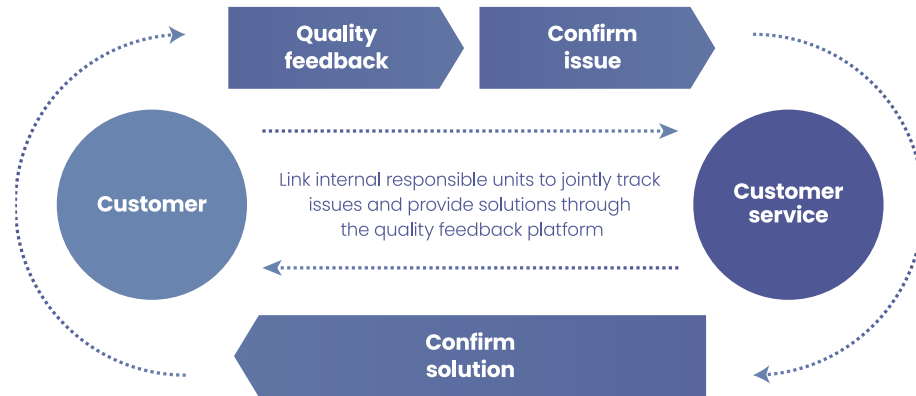 Quality
feedback
Confirm
issue
Customer
Link internal responsible units to jointly track
issues and provide solutions through
the quality feedback platform
Customer
service
Confirm
solution